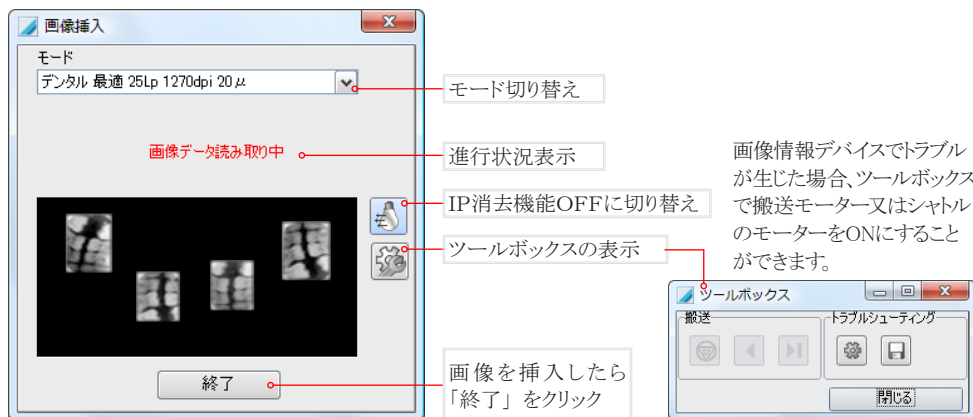 画像挿入
モード
デンタル 最適 25Lp 1270dpi 20μ
モード切り替え
画像データ読み取り中
進行状況表示
IP消去機能OFFに切り替え
ツールボックスの表示
画像を挿入したら
「終了」をクリック
終了
画像情報デバイスでトラブル
が生じた場合、ツールボックス
で搬送モーター又はシャトル
のモーターをONにすること
ができます。
ツールボックス
搬送
トラブルシューティング
閉じる